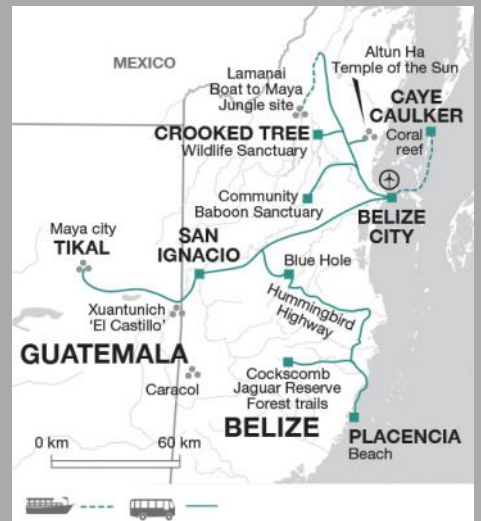 MEXICO
Altun Ha
Temple of the Sun
Lamanai
Boat to Maya
Jungle site
CAYE
CAULKER
Coral
reef
CROOKED TREE
Wildlife Sanctuary
Community
Baboon Sanctuary
BELIZE
CITY
Maya city
TIKAL
SAN
IGNACIO
Blue Hole
Hummingbird
Highway
Xuantunich
'El Castillo'
GUATEMALA
Caracol
Cockscomb
Jaguar Reserve
Forest trails
BELIZE
PLACENCIA
Beach
0 km
60 km